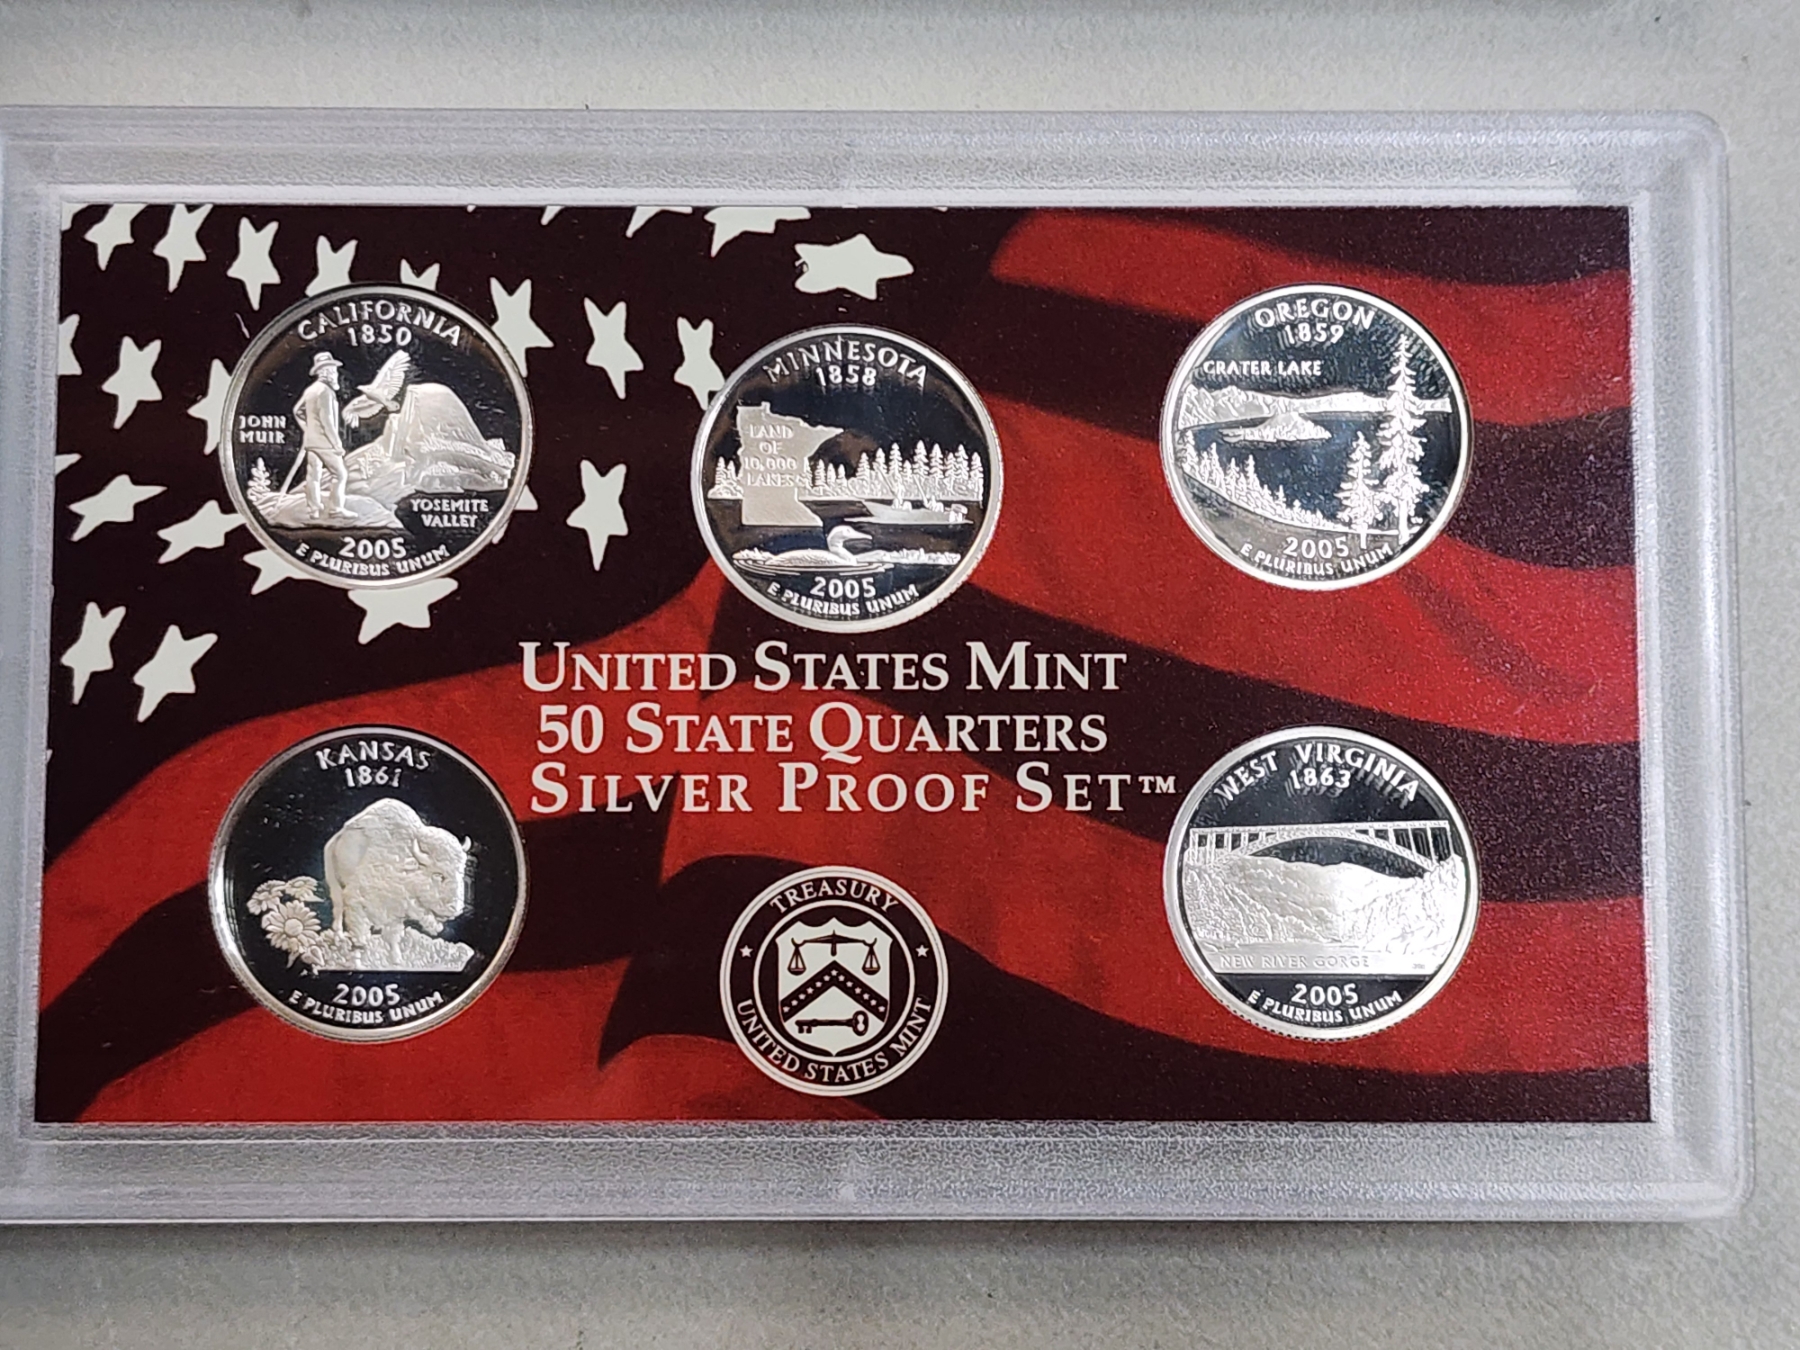 CALIFORNIA
1850
JOHN
MUIR
YOSEMITE
VALLEY
2005
E PLURIBUS UNUM
MINNESOTA
1858
LAND
OF
10,000
LAKES
2005
E PLURIBUS UNUM
OREGON
1859
CRATER LAKE
2005
E PLURIBUS UNUM
UNITED STATES MINT
50 STATE QUARTERS
SILVER PROOF SET™
KANSAS
1861
2005
E PLURIBUS UNUM
TREASURY
UNITED STATES MINT
WEST VIRGINIA
1863
NEW RIVER GORGE
2005
E PLURIBUS UNUM